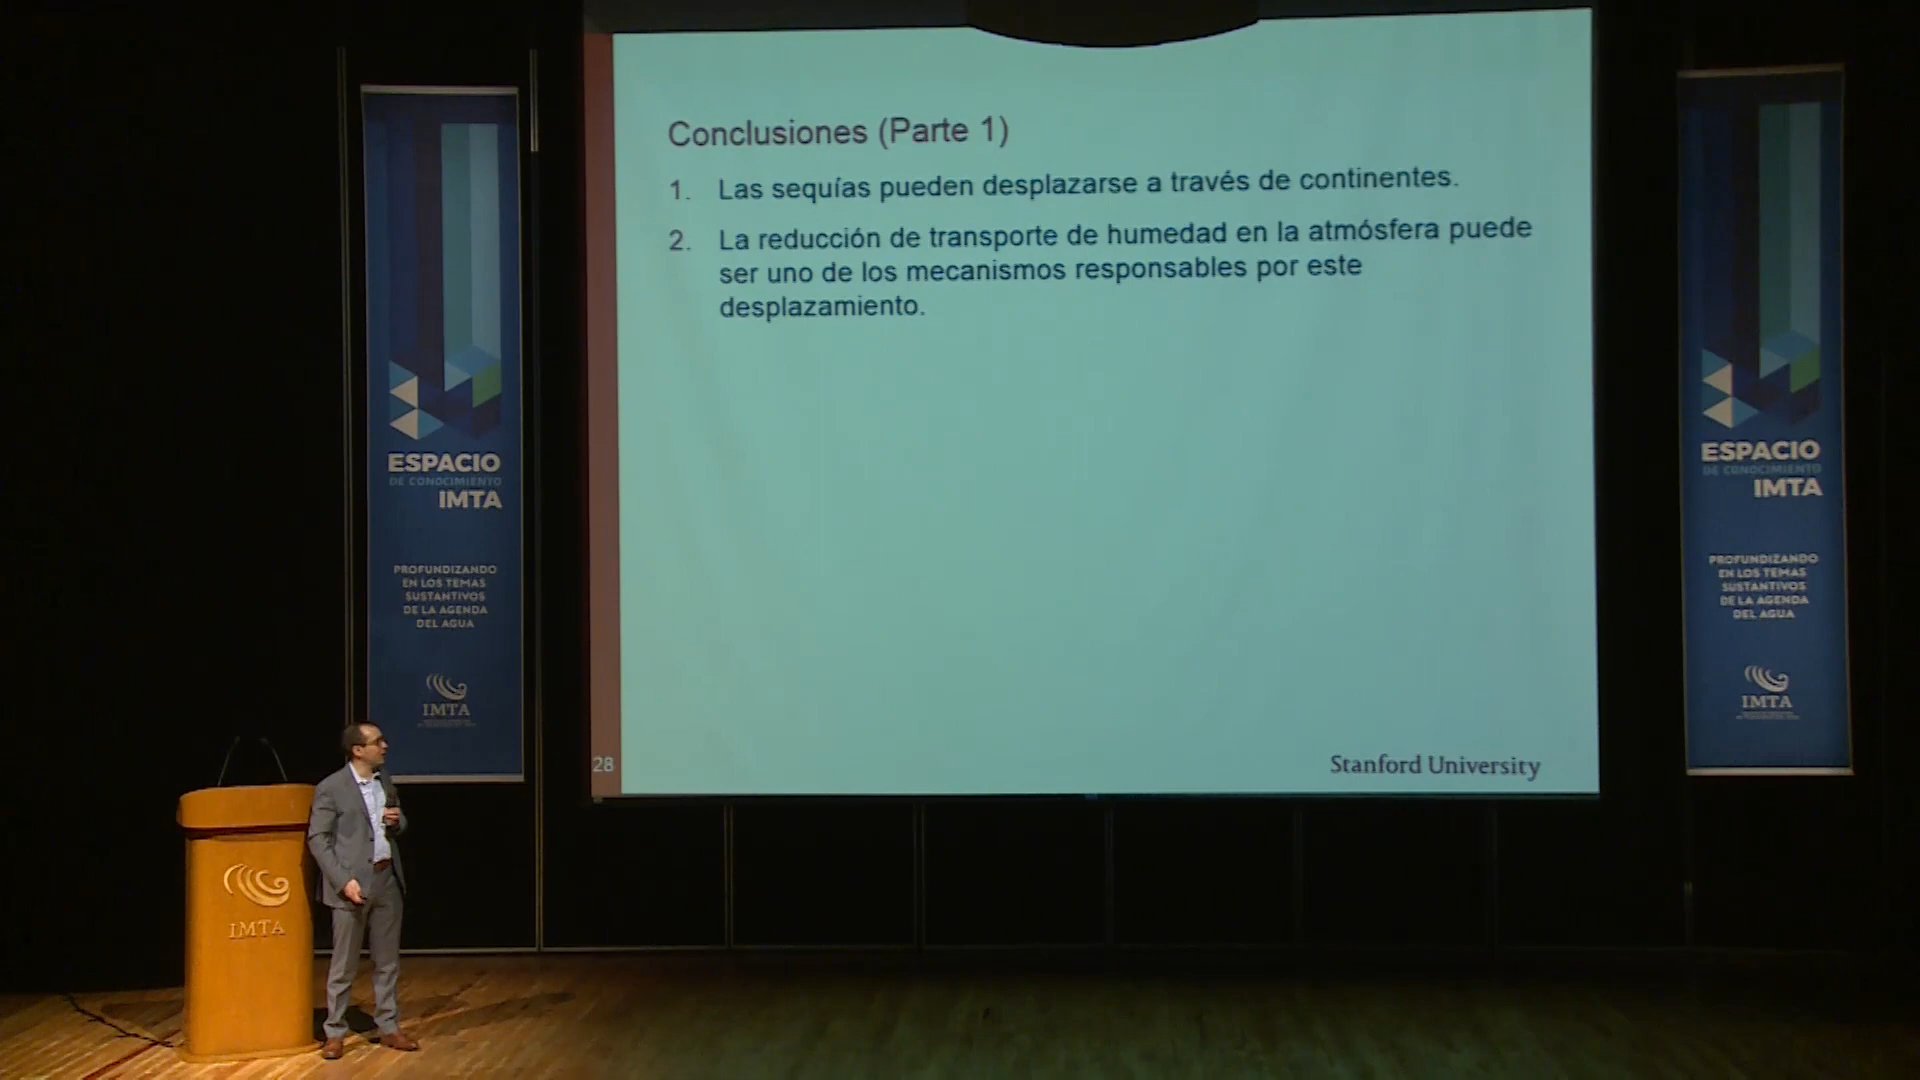 Conclusiones (Parte 1)
1. Las sequías pueden desplazarse a través de continentes.
2. La reducción de transporte de humedad en la atmósfera puede
ser uno de los mecanismos responsables por este
desplazamiento.
28
Stanford University
ESPACIO
DE CONOCIMIENTO
IMTA
PROFUNDIZANDO
EN LOS TEMAS
SUSTANTIVOS
DE LA AGENDA
DEL AGUA
IMTA
ESPACIO
DE CONOCIMIENTO
IMTA
PROFUNDIZANDO
EN LOS TEMAS
SUSTANTIVOS
DE LA AGENDA
DEL AGUA
IMTA
IMTA